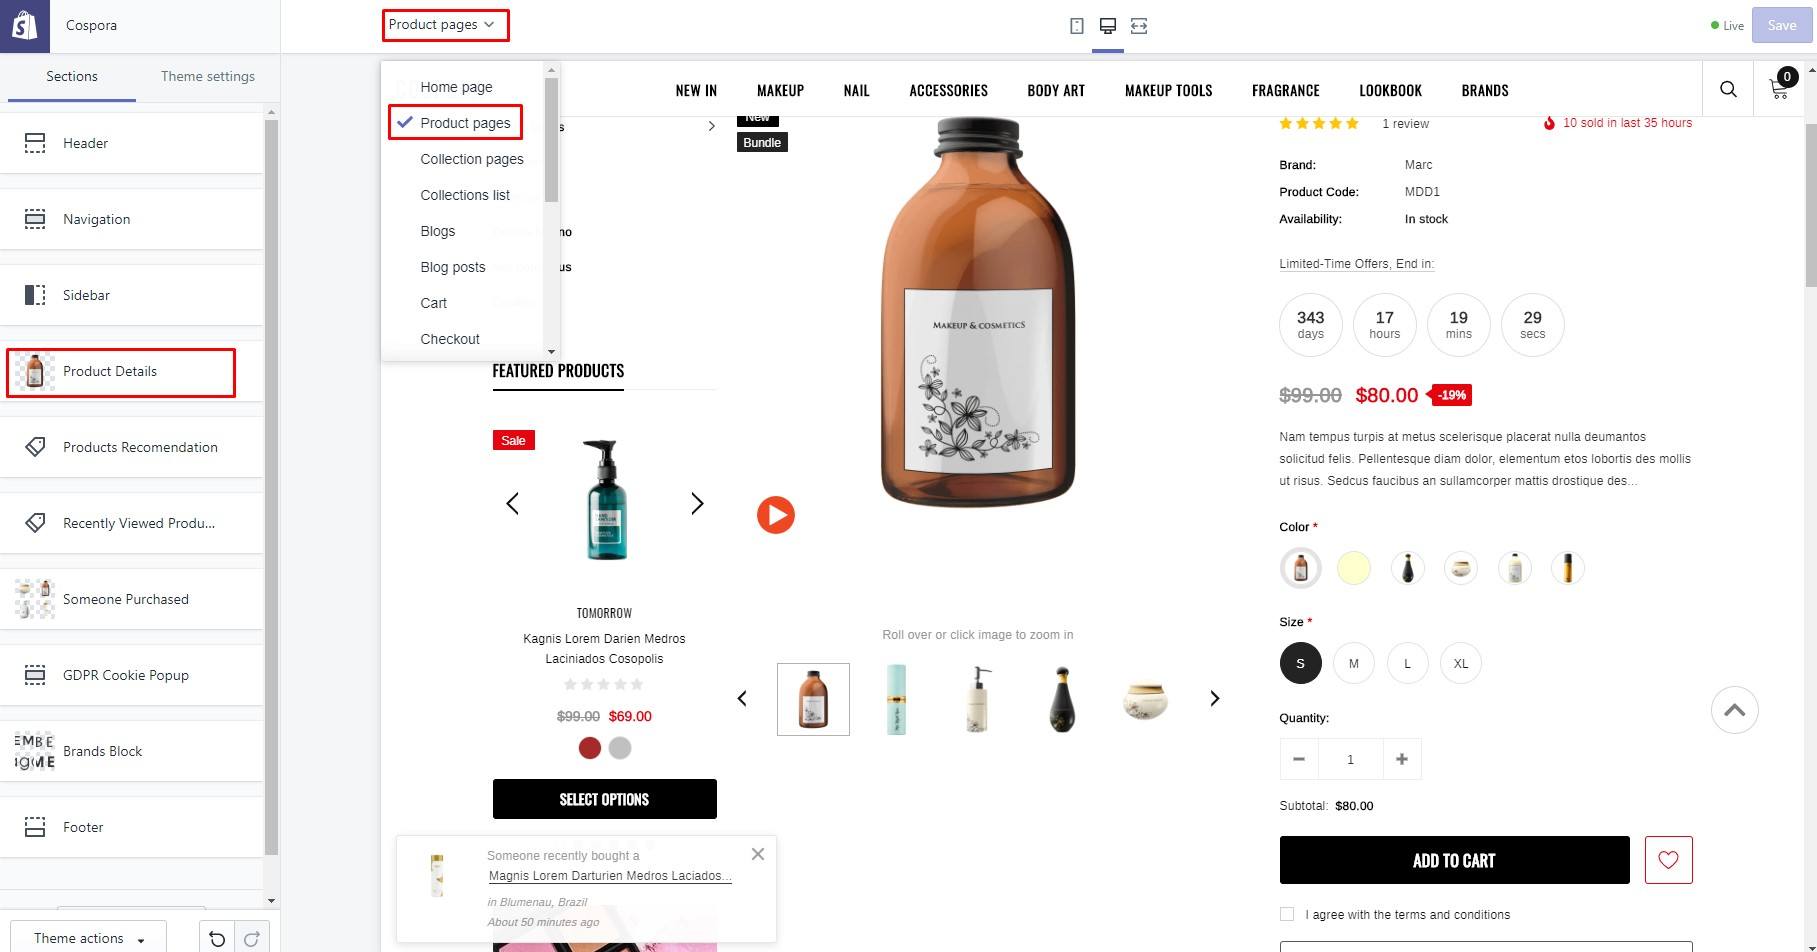 Cospora
Product pages
Live
Save
Sections
Theme settings
Header
Navigation
Sidebar
Product Details
Products Recomendation
Recently Viewed Produ...
Someone Purchased
GDPR Cookie Popup
Brands Block
Footer
Theme actions
Home page
Product pages
Collection pages
Collections list
Blogs
Blog posts
Cart
Checkout
NEW IN
MAKEUP
NAIL
ACCESSORIES
BODY ART
MAKEUP TOOLS
FRAGRANCE
LOOKBOOK
BRANDS
0
FEATURED PRODUCTS
Sale
TOMORROW
Kagnis Lorem Darien Medros
Laciniados Cosopolis
$99.00 $69.00
SELECT OPTIONS
Someone recently bought a
Magnis Lorem Darturien Medros Laciados...
in Blumenau, Brazil
About 50 minutes ago
New
Bundle
MAKEUP & COSMETICS
Roll over or click image to zoom in
1 review
10 sold in last 35 hours
Brand: Marc
Product Code: MDD1
Availability: In stock
Limited-Time Offers, End in:
343 17 19 29
days hours mins secs
$99.00 $80.00 -19%
Nam tempus turpis at metus scelerisque placerat nulla deumantos
solicitud felis. Pellentesque diam dolor, elementum etos lobortis des mollis
ut risus. Sedcus faucibus an sullamcorper mattis drostique des...
Color *
Size *
S M L XL
Quantity:
1
Subtotal: $80.00
ADD TO CART
I agree with the terms and conditions